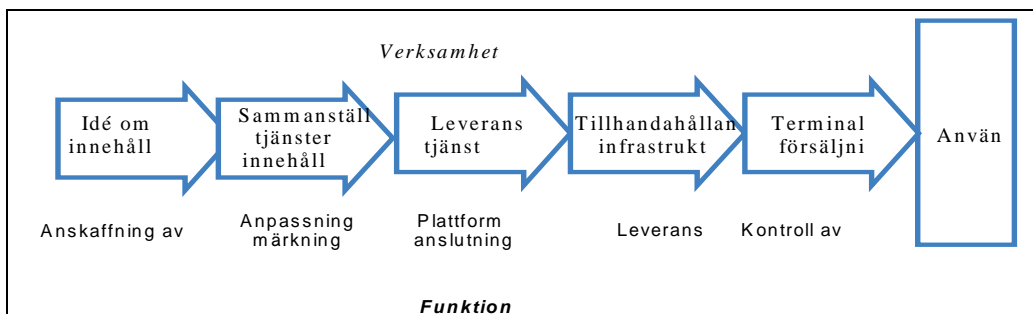 Verksamhet
Idé om
innehåll
Sammanställ
tjänster
innehåll
Leverans
tjänst
Tillhandahållan
infrastrukt
Terminal
försäljni
Använ
Anskaffning av
Anpassning
märkning
Plattform
anslutning
Leverans
Kontroll av
Funktion